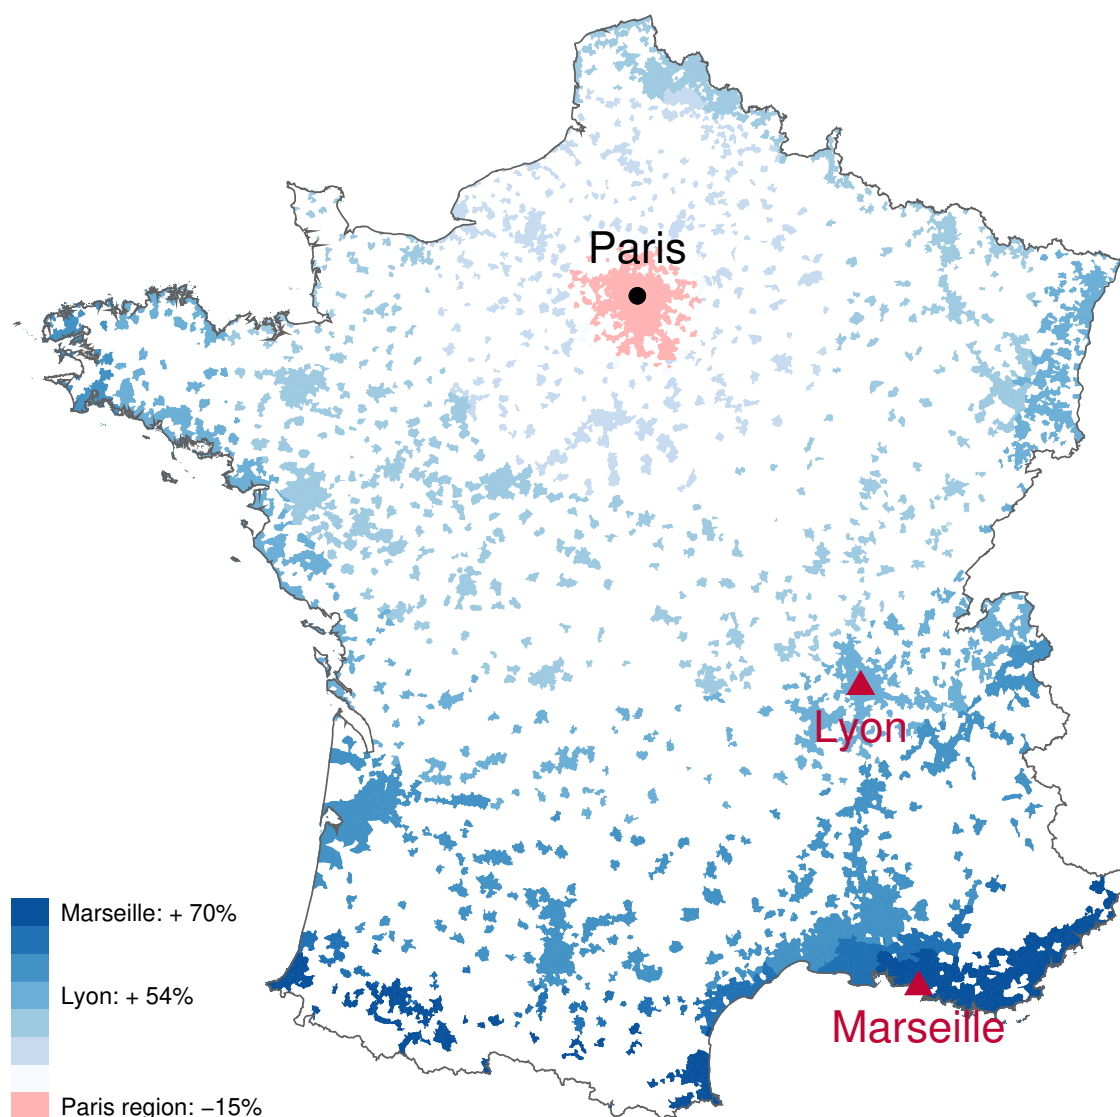 Paris
Lyon
Marseille
Marseille: + 70%
Lyon: + 54%
Paris region: −15%